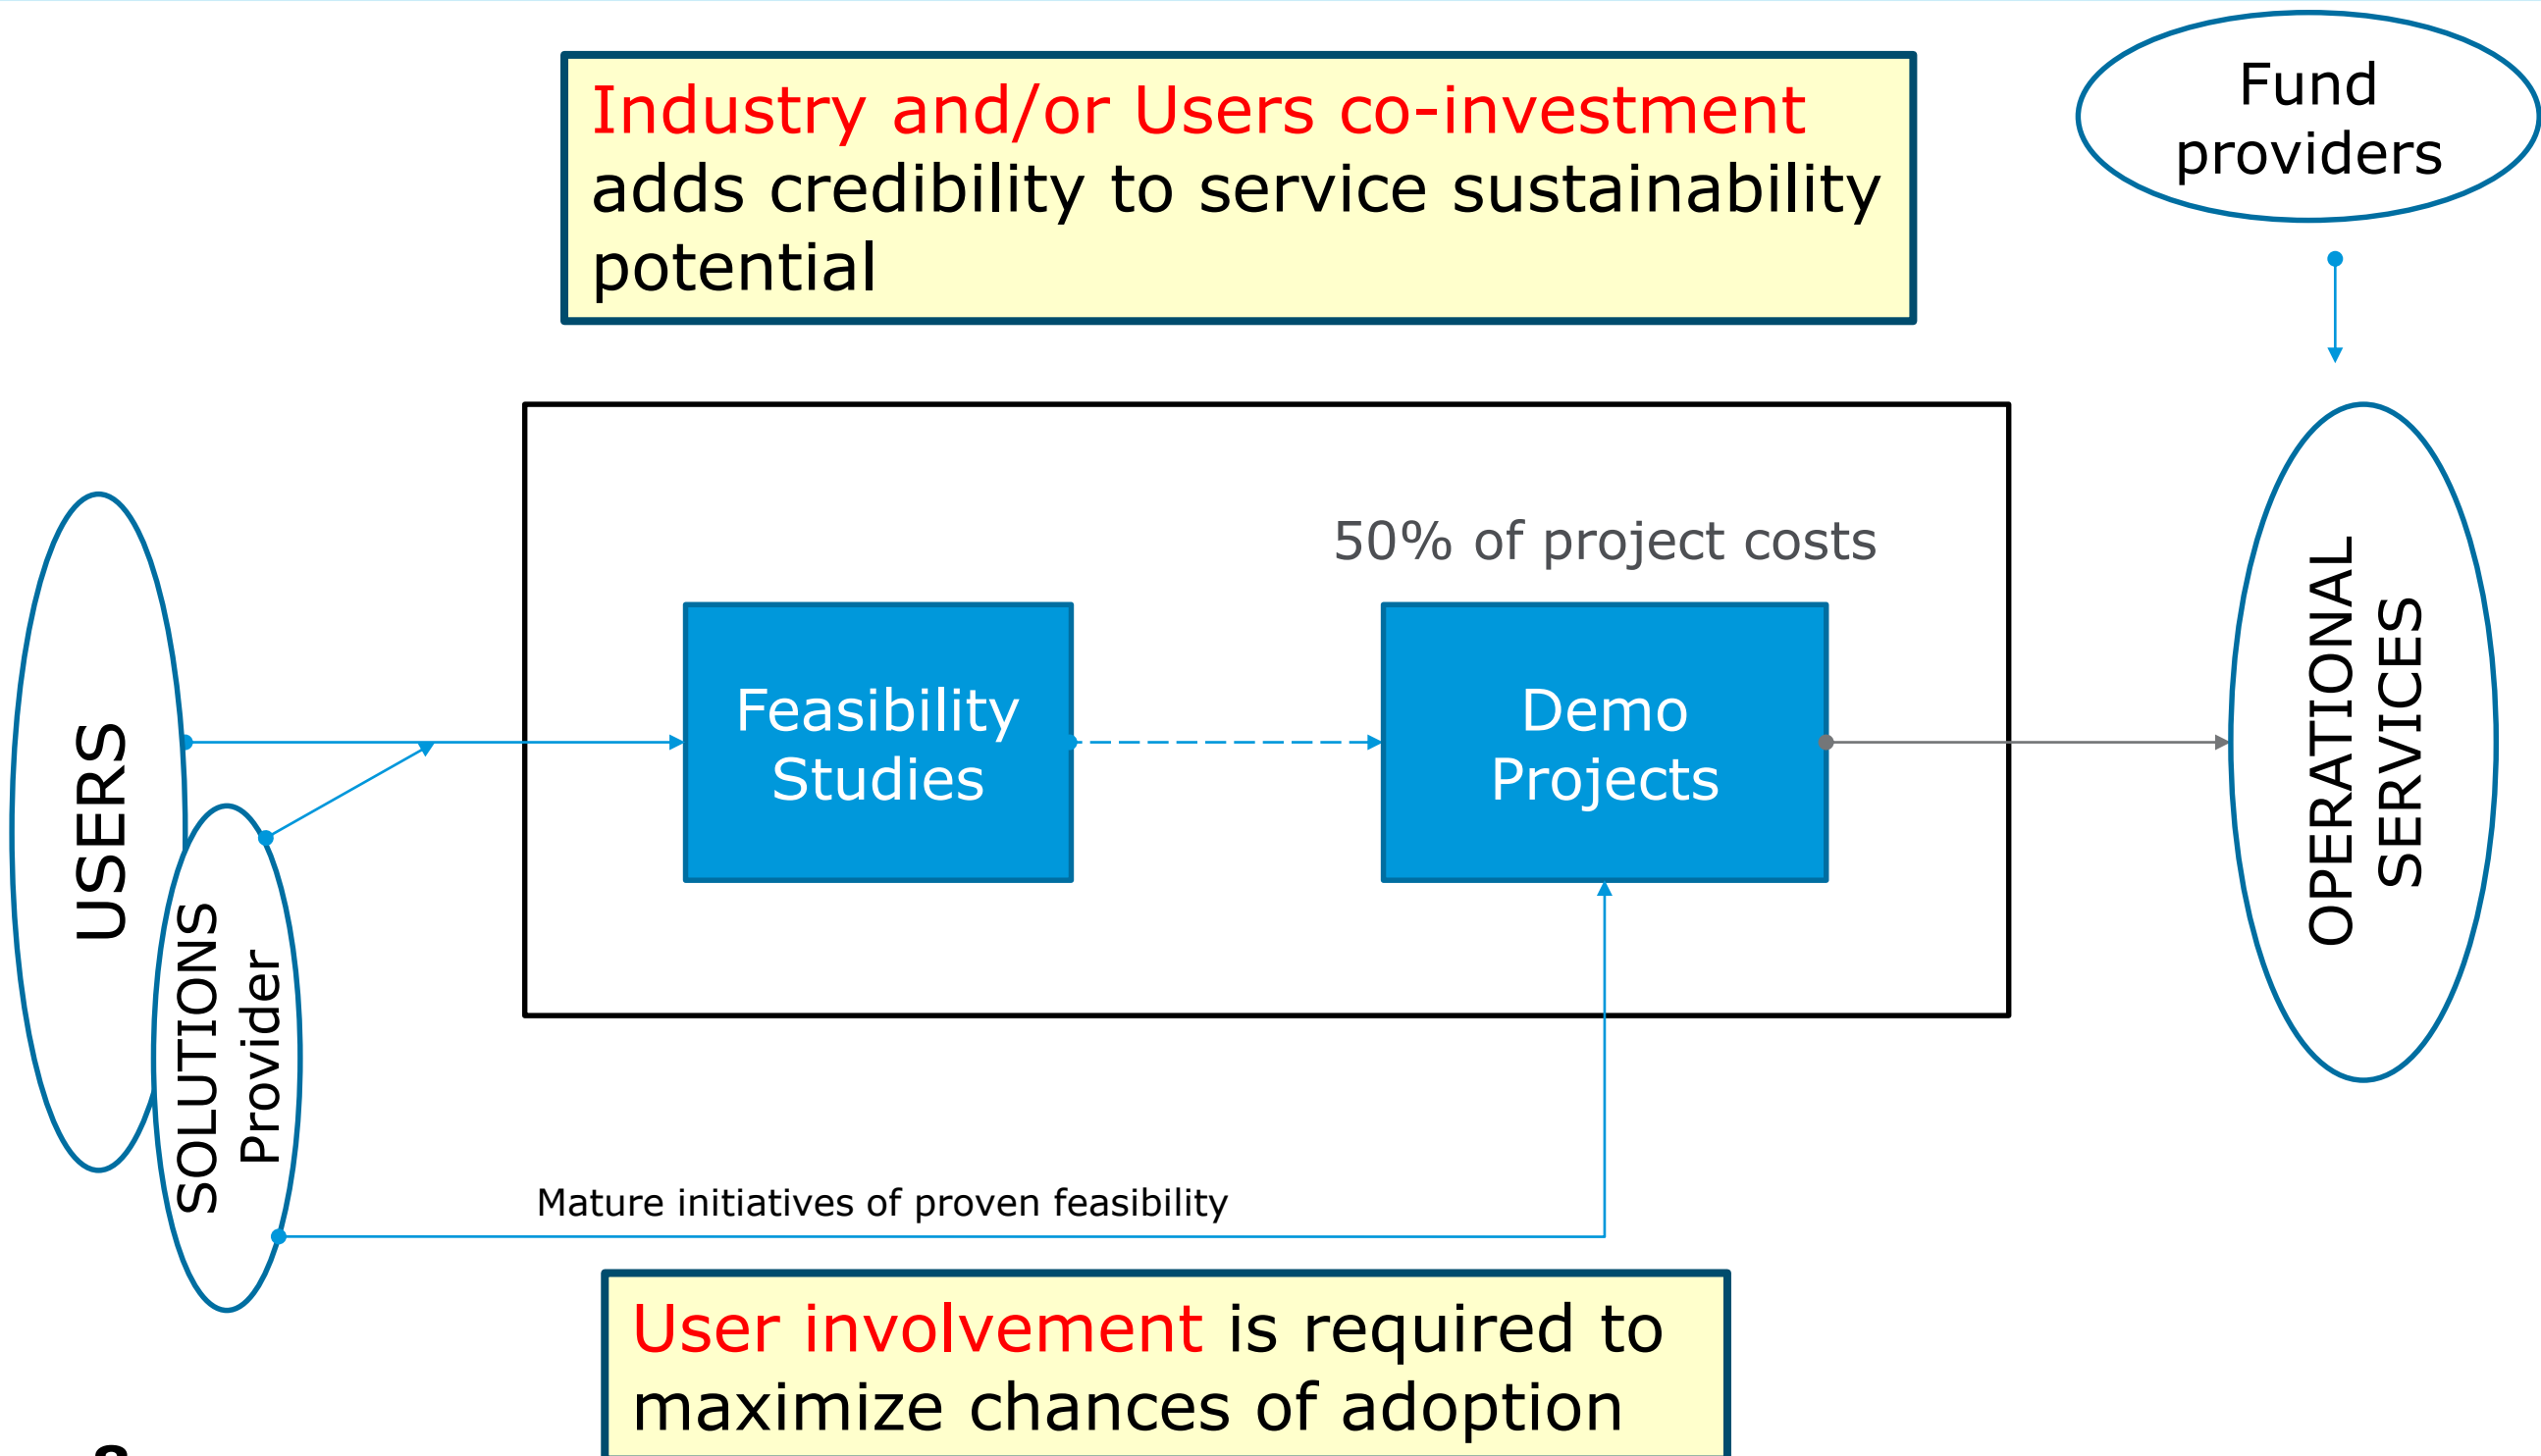 Industry and/or Users co-investment
adds credibility to service sustainability
potential
Fund
providers
50% of project costs
USERS
SOLUTIONS
Provider
Feasibility
Studies
Demo
Projects
OPERATIONAL
SERVICES
Mature initiatives of proven feasibility
User involvement is required to
maximize chances of adoption